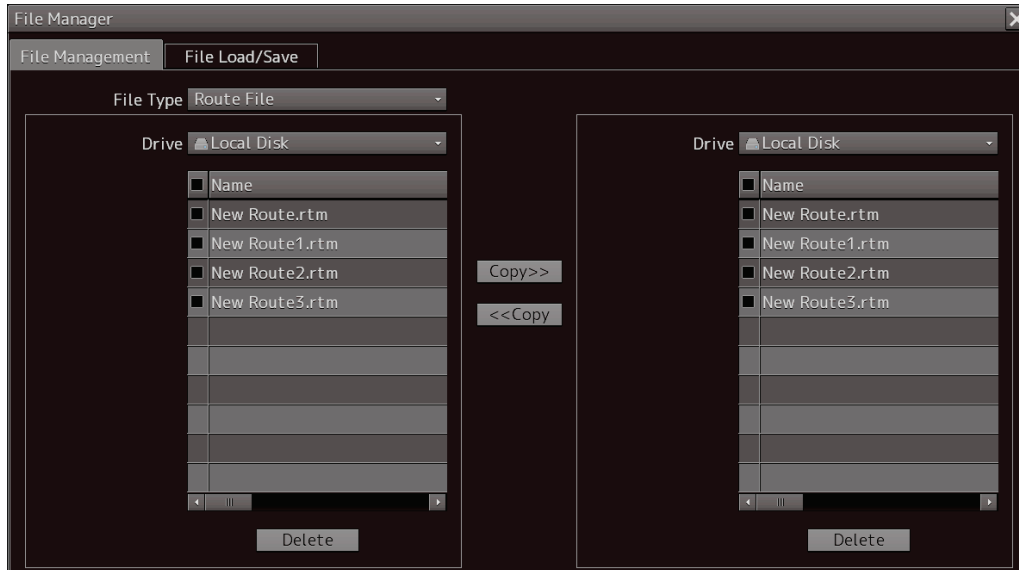 File Manager
File Management
File Load/Save
File Type Route File
Drive Local Disk
Name
New Route.rtm
New Route1.rtm
New Route2.rtm
New Route3.rtm
Delete
Copy>>
<<Copy
Drive Local Disk
Name
New Route.rtm
New Route1.rtm
New Route2.rtm
New Route3.rtm
Delete